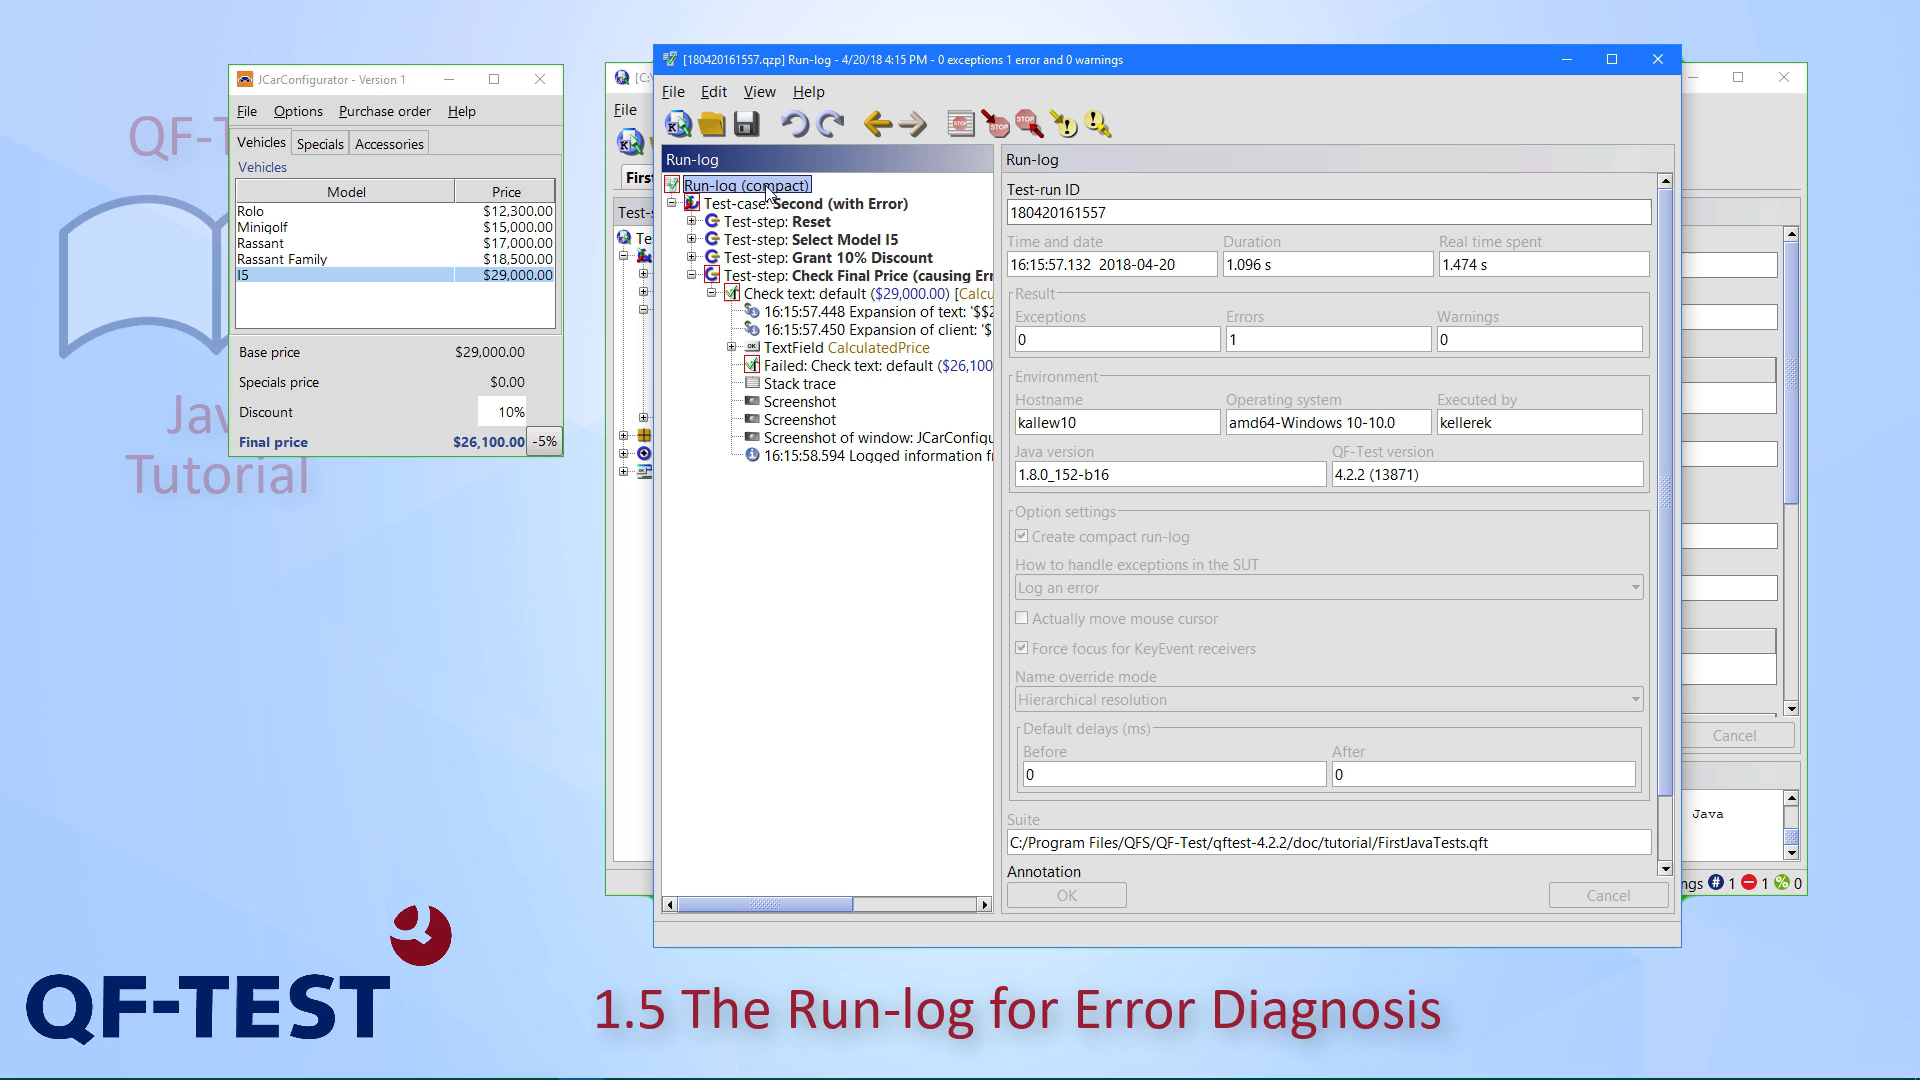 QF-T
Jav
Tutorial
JCarConfigurator - Version 1
File Options Purchase order Help
Vehicles Specials Accessories
Vehicles
Model Price
Rolo $12,300.00
Minigolf $15,000.00
Rassant $17,000.00
Rassant Family $18,500.00
I5 $29,000.00
Base price $29,000.00
Specials price $0.00
Discount 10%
Final price $26,100.00 -5%
[C:\
File
First
Test-s
Te
[180420161557.qzp] Run-log - 4/20/18 4:15 PM - 0 exceptions 1 error and 0 warnings
File Edit View Help
Run-log
Run-log (compact)
Test-case: Second (with Error)
Test-step: Reset
Test-step: Select Model I5
Test-step: Grant 10% Discount
Test-step: Check Final Price (causing Err
Check text: default ($29,000.00) [Calcu
16:15:57.448 Expansion of text: '$$2
16:15:57.450 Expansion of client: '$
TextField CalculatedPrice
Failed: Check text: default ($26,100
Stack trace
Screenshot
Screenshot
Screenshot of window: JCarConfigu
16:15:58.594 Logged information fr
Run-log
Test-run ID
180420161557
Time and date Duration Real time spent
16:15:57.132 2018-04-20 1.096 s 1.474 s
Result
Exceptions Errors Warnings
0 1 0
Environment
Hostname Operating system Executed by
kallew10 amd64-Windows 10-10.0 kellerek
Java version QF-Test version
1.8.0_152-b16 4.2.2 (13871)
Option settings
Create compact run-log
How to handle exceptions in the SUT
Log an error
Actually move mouse cursor
Force focus for KeyEvent receivers
Name override mode
Hierarchical resolution
Default delays (ms)
Before After
0 0
Suite
C:/Program Files/QFS/QF-Test/qftest-4.2.2/doc/tutorial/FirstJavaTests.qft
Annotation
OK Cancel
Cancel
Java
ngs 1 1 0
QF-TEST
1.5 The Run-log for Error Diagnosis